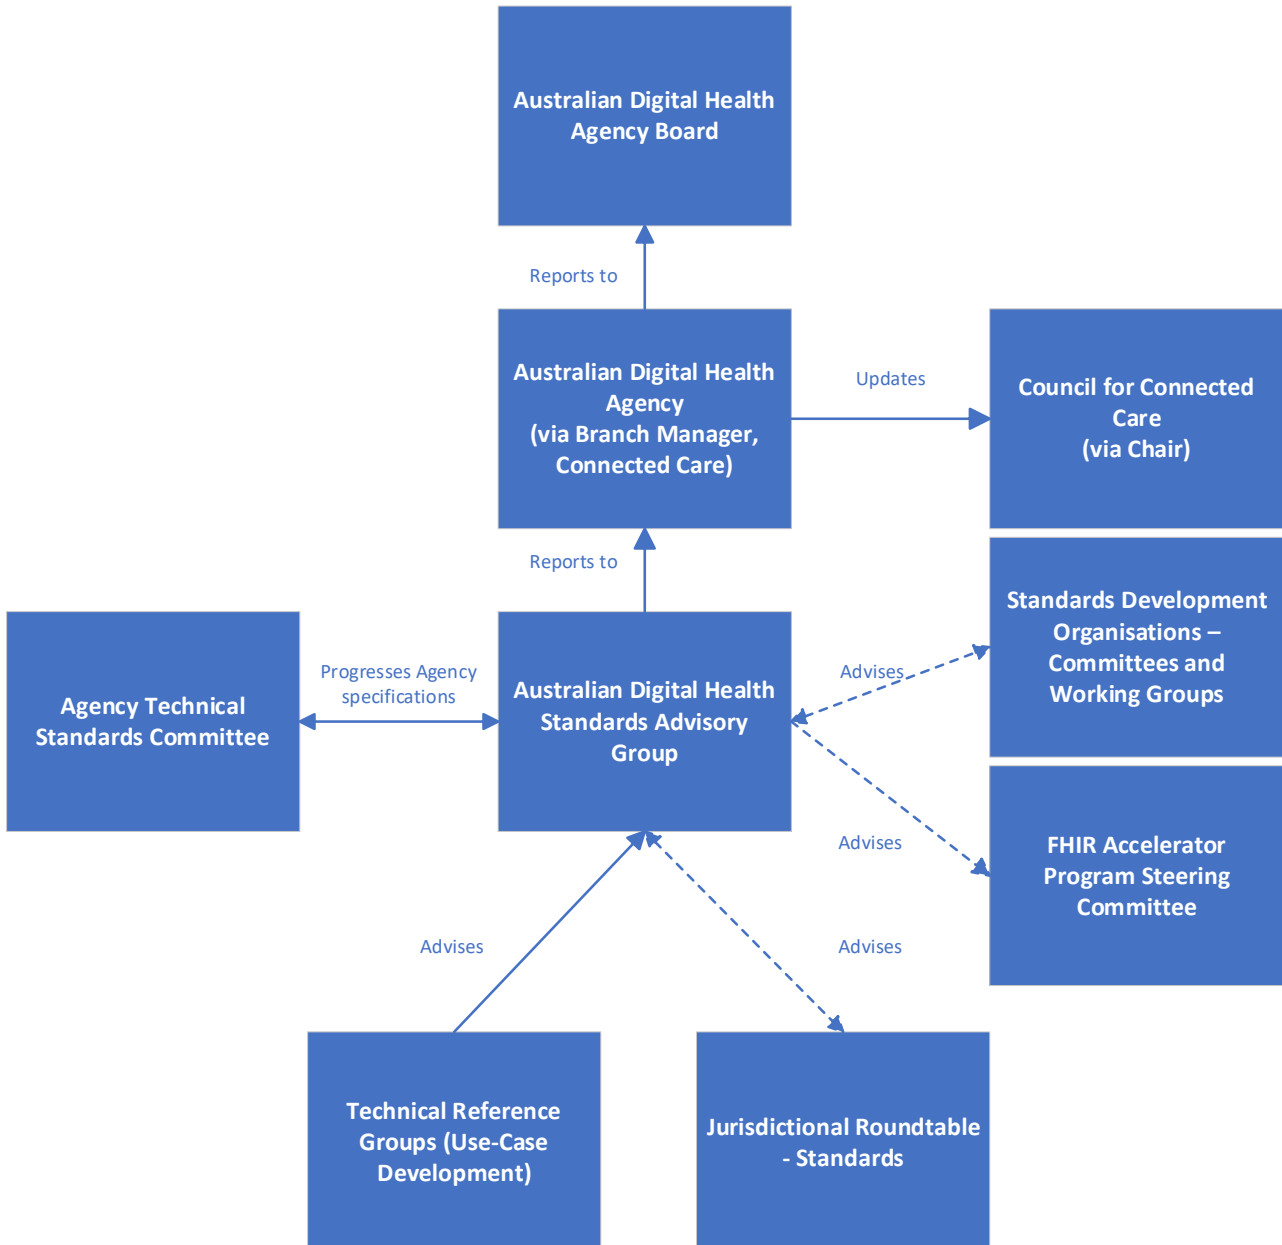 Australian Digital Health
Agency Board
Reports to
Australian Digital Health
Agency
(via Branch Manager,
Connected Care)
Updates
Council for Connected
Care
(via Chair)
Reports to
Standards Development
Organisations –
Committees and
Working Groups
Agency Technical
Standards Committee
Progresses Agency
specifications
Australian Digital Health
Standards Advisory
Group
Advises
Advises
FHIR Accelerator
Program Steering
Committee
Advises
Advises
Technical Reference
Groups (Use-Case
Development)
Jurisdictional Roundtable
- Standards